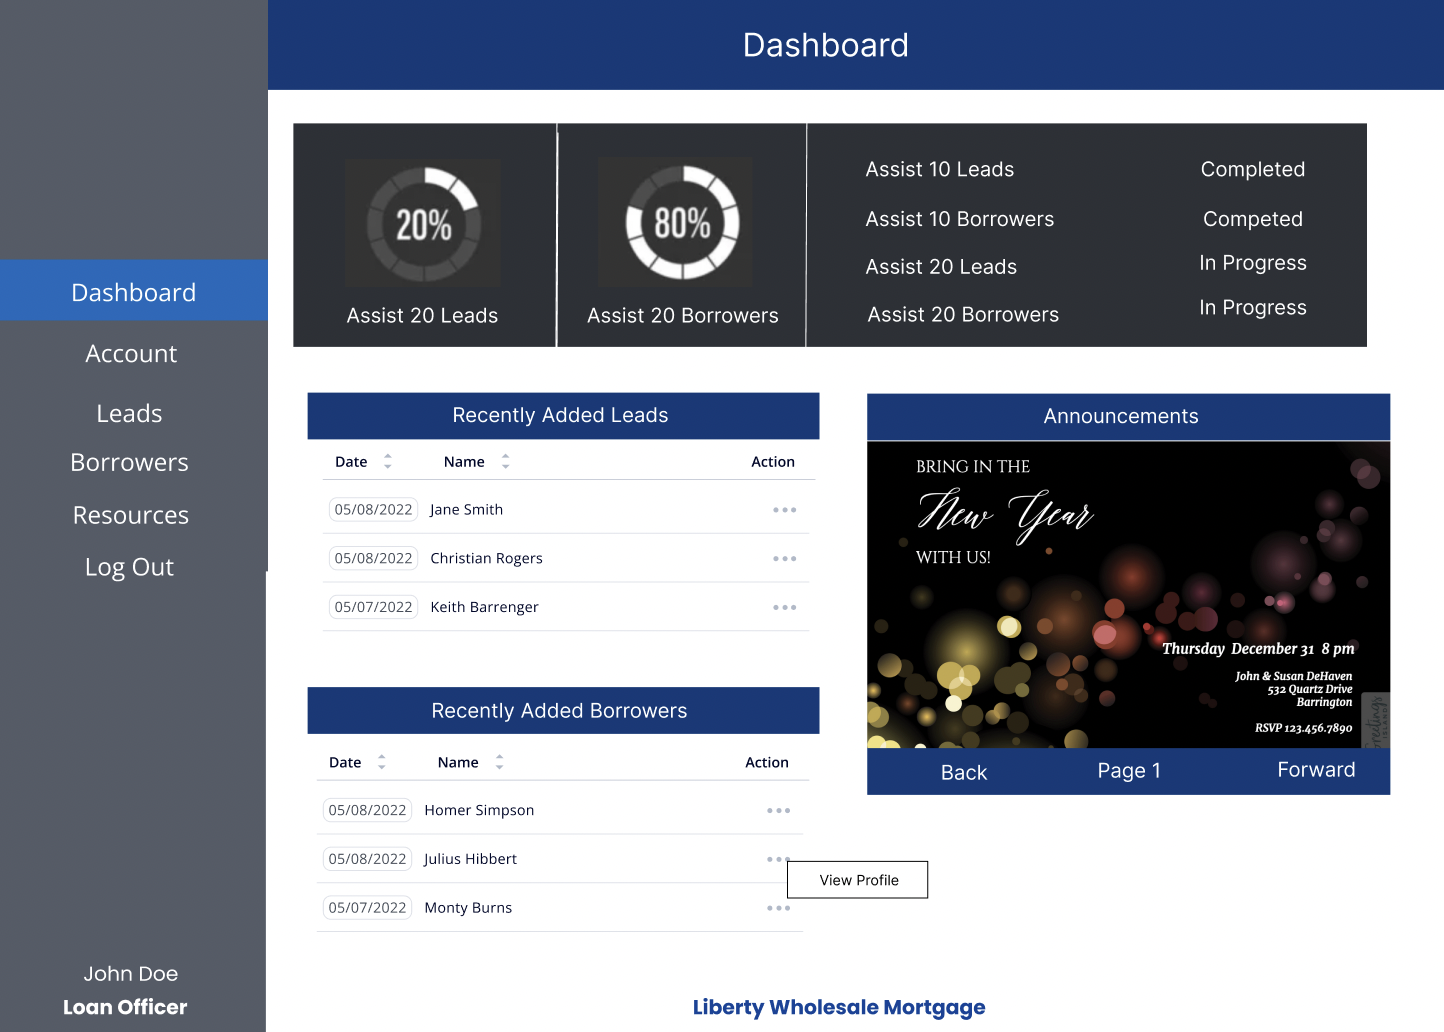 Dashboard
Dashboard
Account
Leads
Borrowers
Resources
Log Out
John Doe
Loan Officer
20%
Assist 20 Leads
80%
Assist 20 Borrowers
Assist 10 Leads Completed
Assist 10 Borrowers Competed
Assist 20 Leads In Progress
Assist 20 Borrowers In Progress
Recently Added Leads
Date Name Action
05/08/2022 Jane Smith
05/08/2022 Christian Rogers
05/07/2022 Keith Barrenger
Recently Added Borrowers
Date Name Action
05/08/2022 Homer Simpson
05/08/2022 Julius Hibbert
View Profile
05/07/2022 Monty Burns
Announcements
BRING IN THE
New Year
WITH US!
Thursday December 31 8 pm
John & Susan DeHaven
532 Quartz Drive
Barrington
RSVP 123.456.7890
Greetings
ISLAND
Back Page 1 Forward
Liberty Wholesale Mortgage